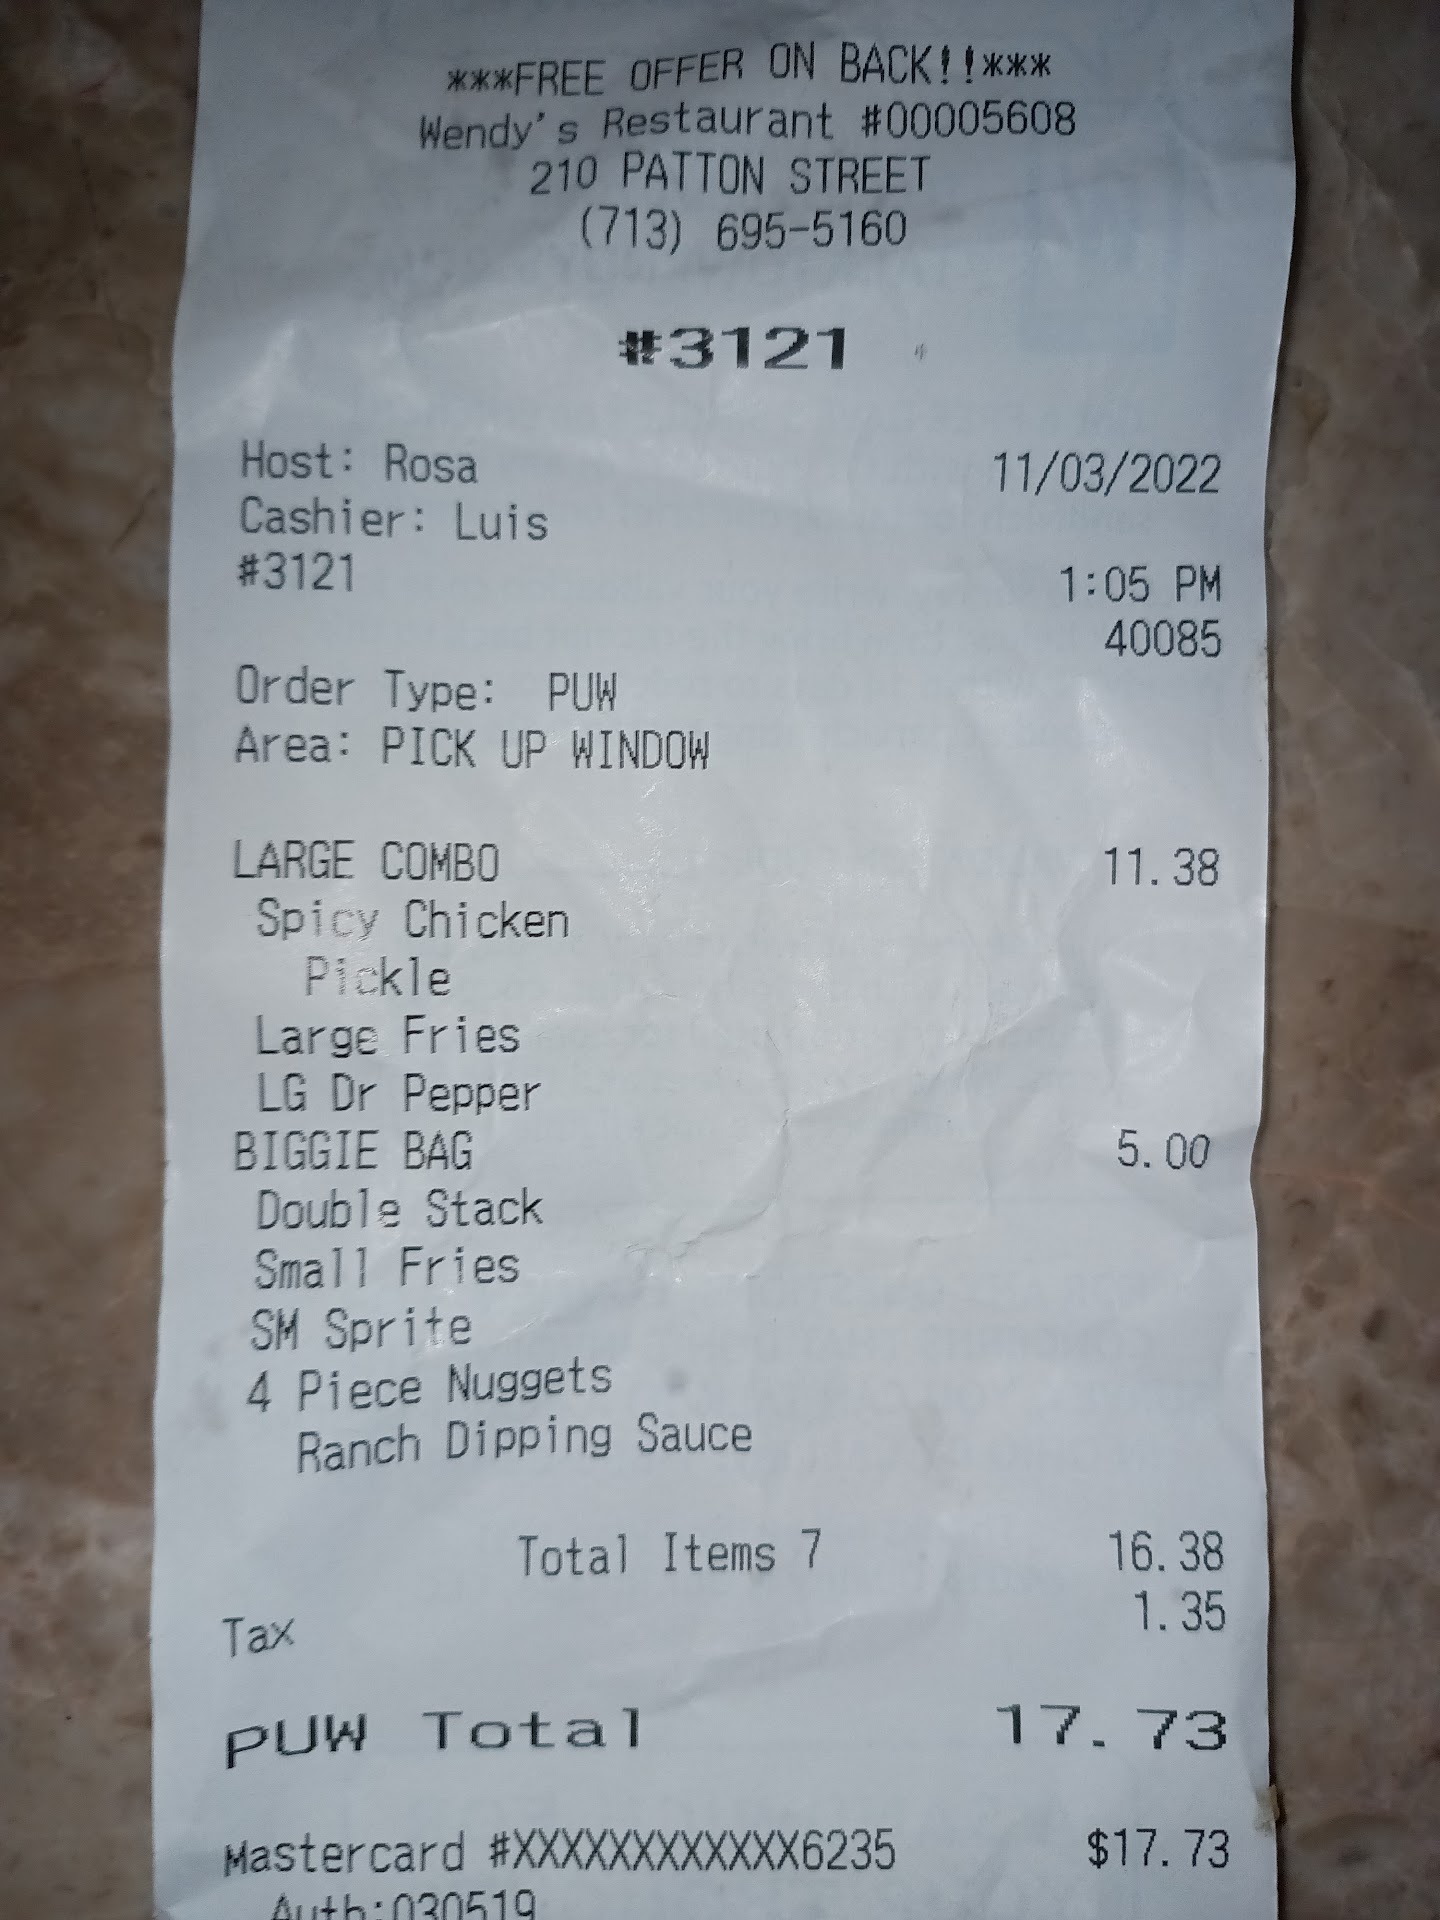 ***FREE OFFER ON BACK!!***
Wendy's Restaurant #00005608
210 PATTON STREET
(713) 695-5160
#3121
Host: Rosa 11/03/2022
Cashier: Luis
#3121 1:05 PM
40085
Order Type: PUW
Area: PICK UP WINDOW
LARGE COMBO 11.38
Spicy Chicken
Pickle
Large Fries
LG Dr Pepper
BIGGIE BAG 5.00
Double Stack
Small Fries
SM Sprite
4 Piece Nuggets
Ranch Dipping Sauce
Total Items 7 16.38
Tax 1.35
PUW Total 17.73
Mastercard #XXXXXXXXXXXX6235 $17.73
Auth:030519